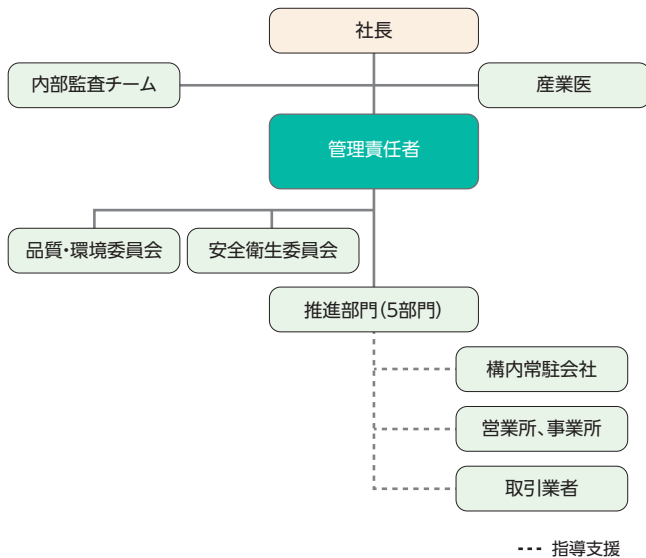 社長
内部監査チーム
産業医
管理責任者
品質・環境委員会
安全衛生委員会
推進部門(5部門)
構内常駐会社
営業所、事業所
取引業者
指導支援